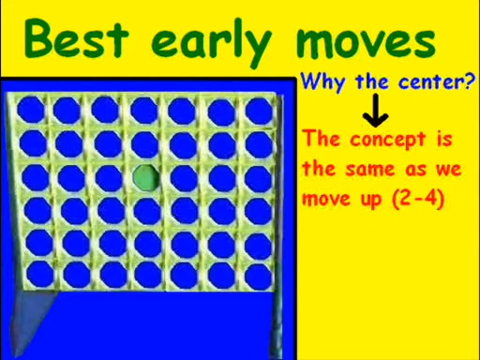 Best early moves
Why the center?
The concept is
the same as we
move up (2-4)